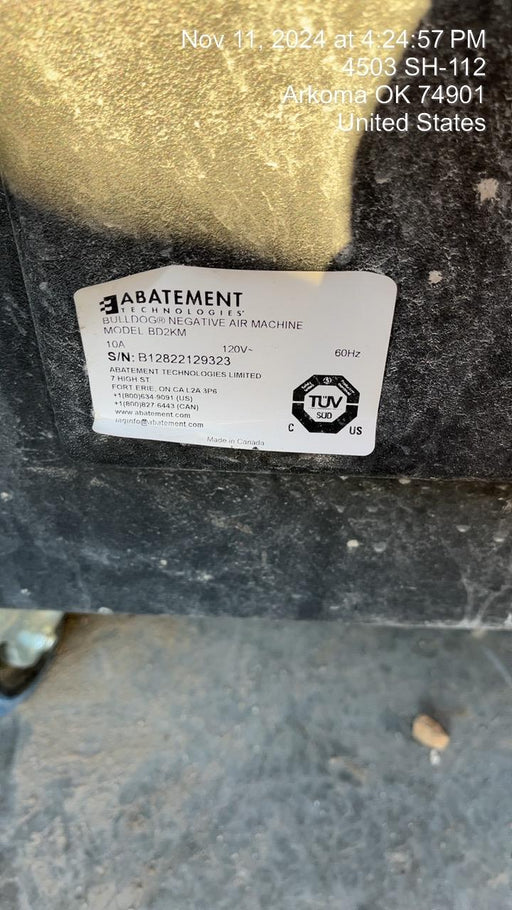 Nov 11, 2024 at 4:24:57 PM
4503 SH-112
Arkoma OK 74901
United States
ABATEMENT
TECHNOLOGIES®
BULLDOG® NEGATIVE AIR MACHINE
MODEL BD2KM
10A 120V~ 60Hz
S/N: B12822129323
ABATEMENT TECHNOLOGIES LIMITED
7 HIGH ST
FORT ERIE, ON CA L2A 3P6
+1(800)634-9091 (US)
+1(800)827-6443 (CAN)
www.abatement.com
iaqinfo@abatement.com
TÜV
SÜD
C US
Made in Canada